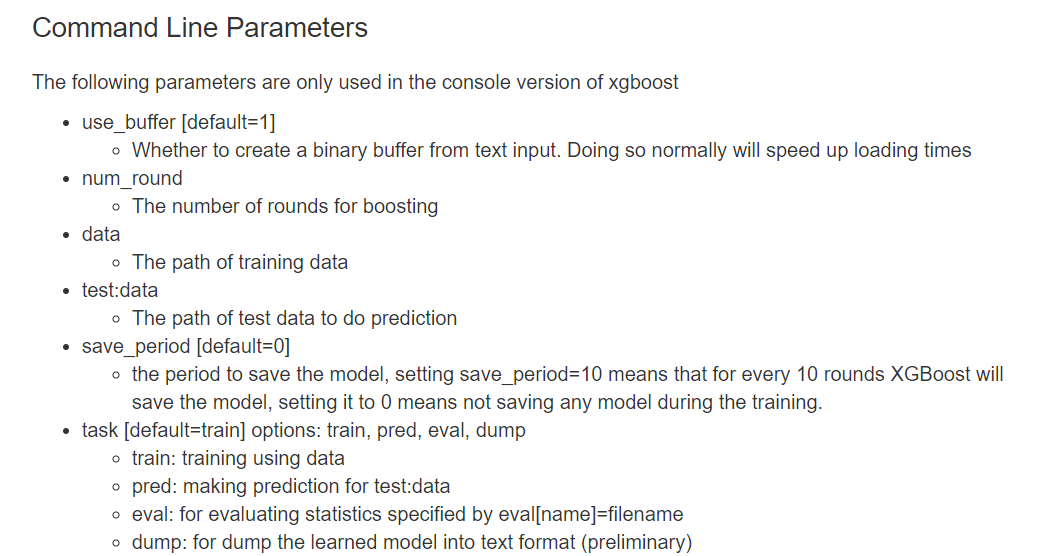 Command Line Parameters
The following parameters are only used in the console version of xgboost
use_buffer [default=1]
Whether to create a binary buffer from text input. Doing so normally will speed up loading times
num_round
The number of rounds for boosting
data
The path of training data
test:data
The path of test data to do prediction
save_period [default=0]
the period to save the model, setting save_period=10 means that for every 10 rounds XGBoost will
save the model, setting it to 0 means not saving any model during the training.
task [default=train] options: train, pred, eval, dump
train: training using data
pred: making prediction for test:data
eval: for evaluating statistics specified by eval[name]=filename
dump: for dump the learned model into text format (preliminary)